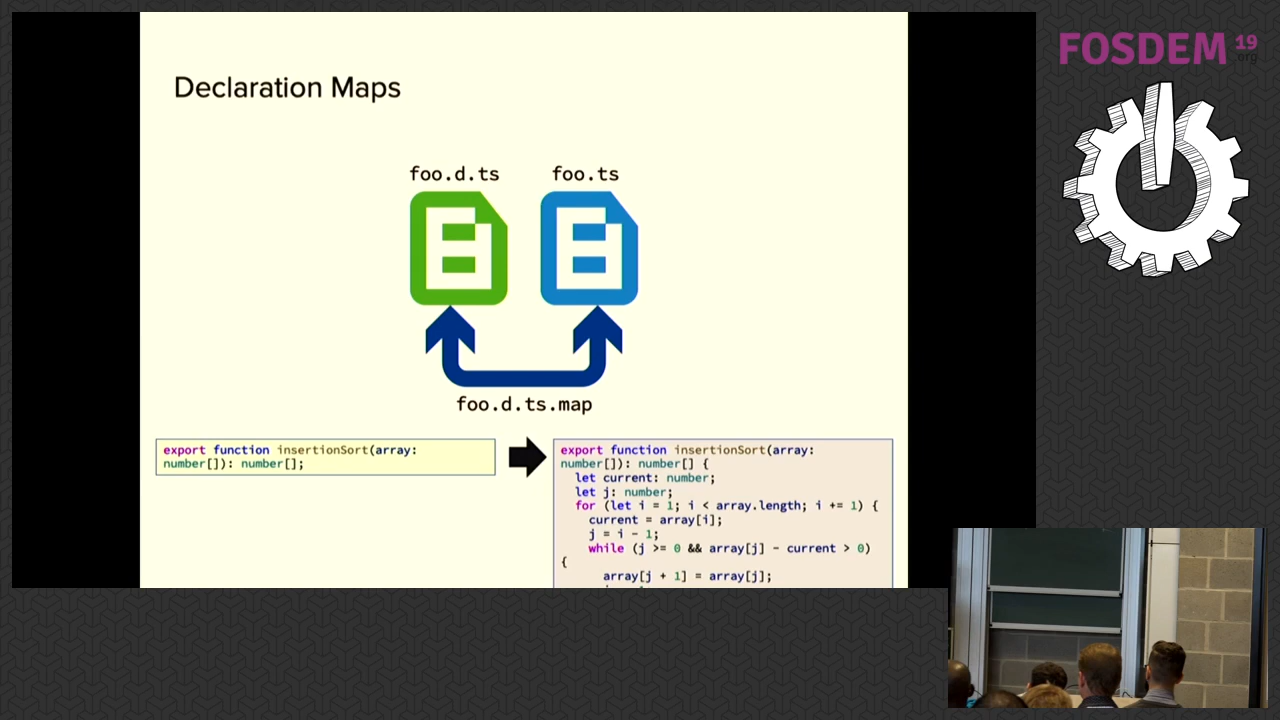 FOSDEM 19
.org
Declaration Maps
foo.d.ts
foo.ts
foo.d.ts.map
export function insertionSort(array:
number[]): number[];
export function insertionSort(array:
number[]): number[] {
let current: number;
let j: number;
for (let i = 1; i < array.length; i += 1) {
current = array[i];
j = i - 1;
while (j >= 0 && array[j] - current > 0)
{
array[j + 1] = array[j];